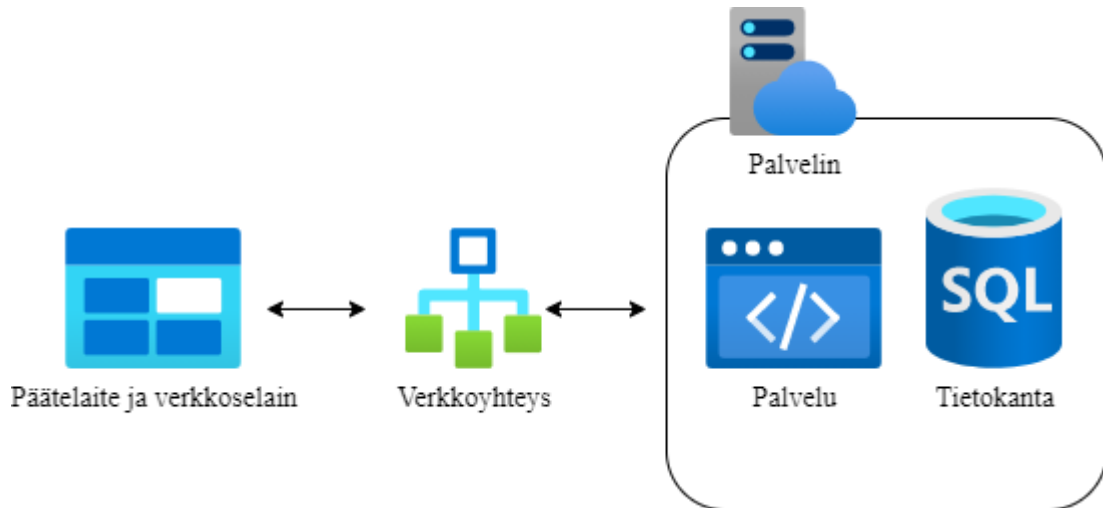 Palvelin
SQL
Päätelaite ja verkkoselain
Verkkoyhteys
Palvelu
Tietokanta